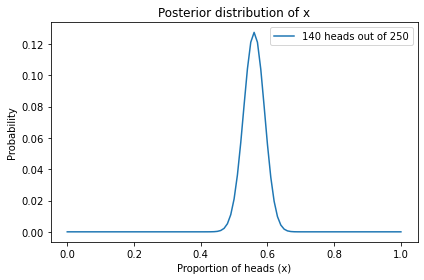 Posterior distribution of x
140 heads out of 250
Probability
0.12
0.10
0.08
0.06
0.04
0.02
0.00
0.0 0.2 0.4 0.6 0.8 1.0
Proportion of heads (x)